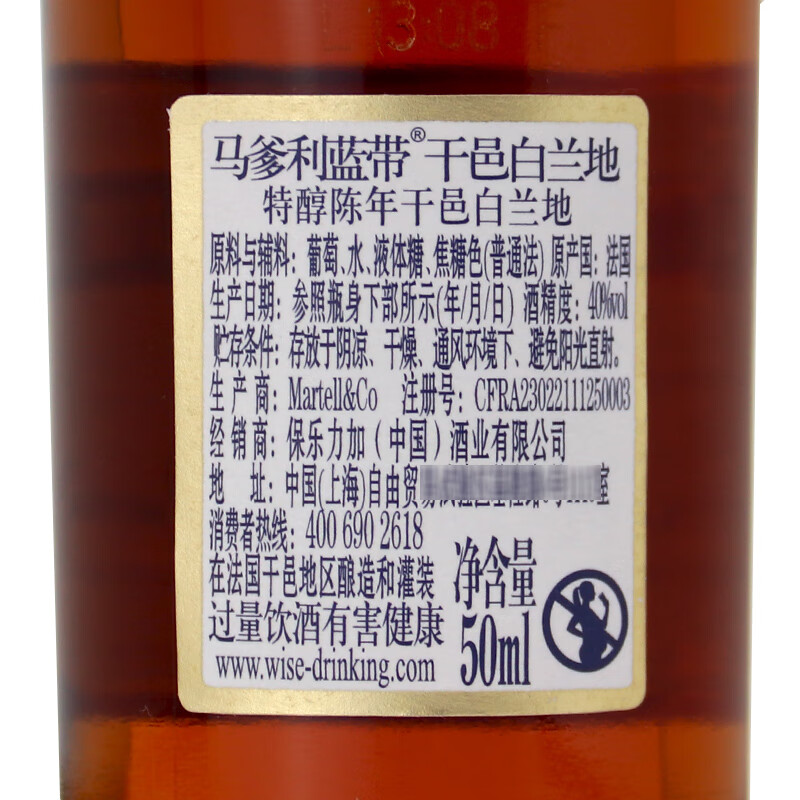 L 13:08
马爹利蓝带® 干邑白兰地
特醇陈年干邑白兰地
原料与辅料：葡萄、水、液体糖、焦糖色(普通法) 原产国：法国
生产日期：参照瓶身下部所示(年/月/日) 酒精度：40%vol
贮存条件：存放于阴凉、干燥、通风环境下、避免阳光直射。
生产商：Martell&Co 注册号：CFRA23022111250003
经销商：保乐力加（中国）酒业有限公司
地 址：中国(上海)自由贸 室
消费者热线：400 690 2618
在法国干邑地区酿造和灌装
过量饮酒有害健康
www.wise-drinking.com
净含量
50ml